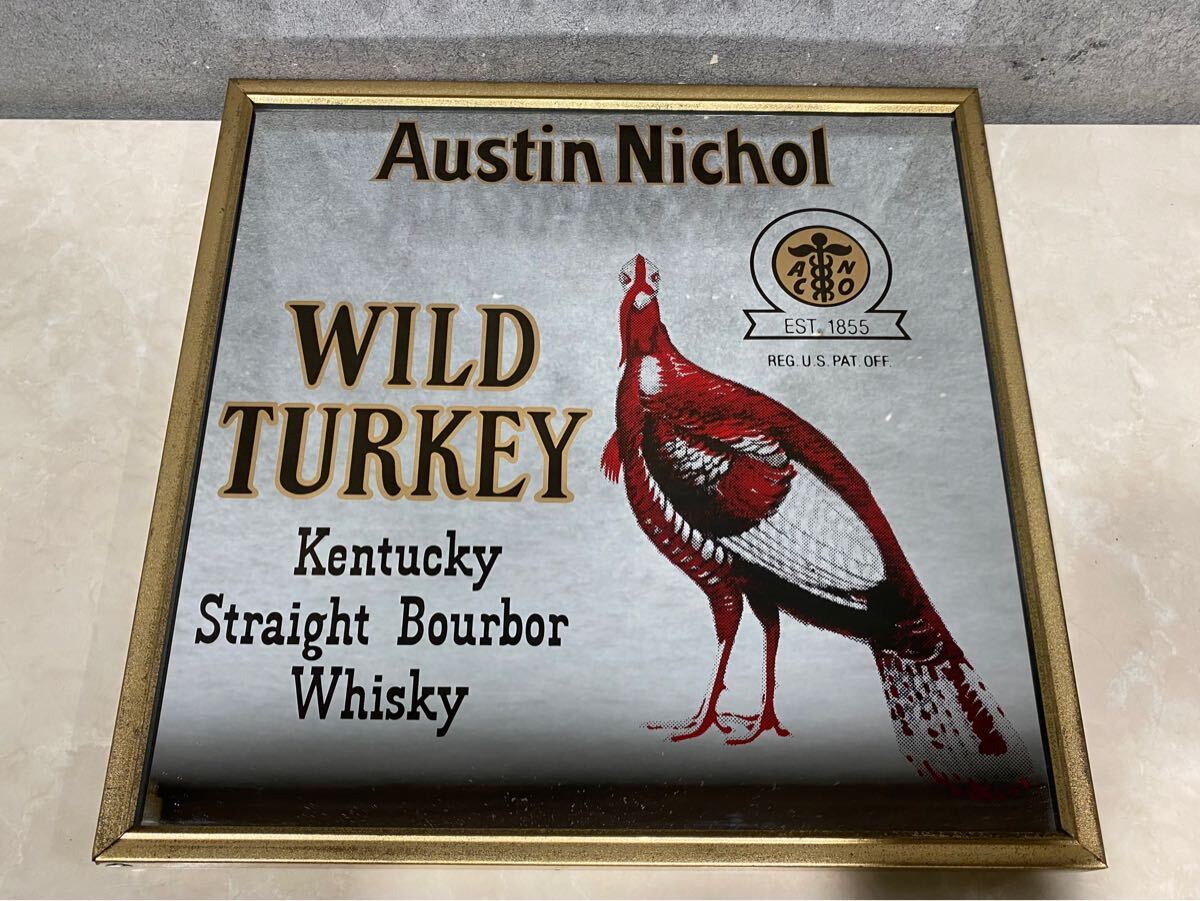 Austin Nichol
A N
C O
EST. 1855
REG. U.S. PAT. OFF.
WILD
TURKEY
Kentucky
Straight Bourbor
Whisky